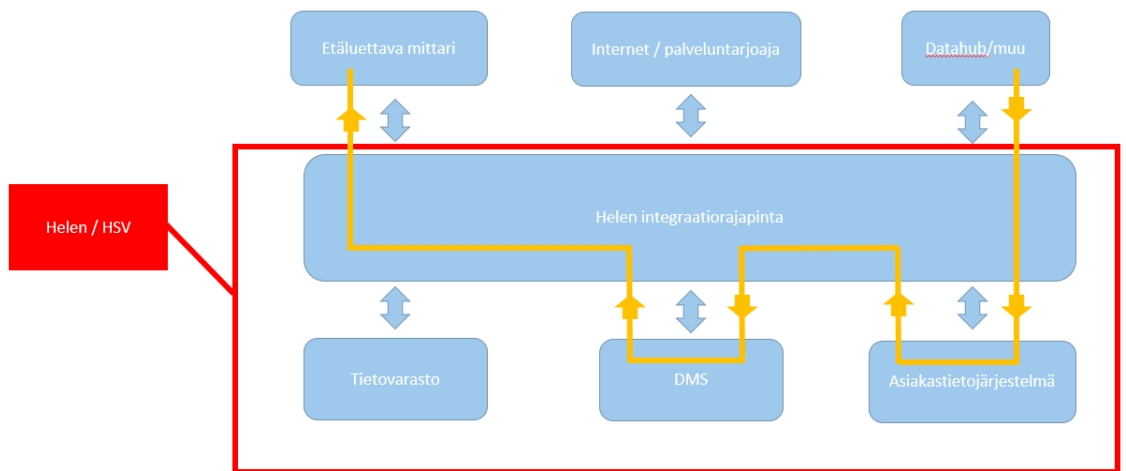 Etäluettava mittari
Internet / palveluntarjoaja
Datahub/muu
Helen / HSV
Helen integraatiorajapinta
Tietovarasto
DMS
Asiakastietojärjestelmä